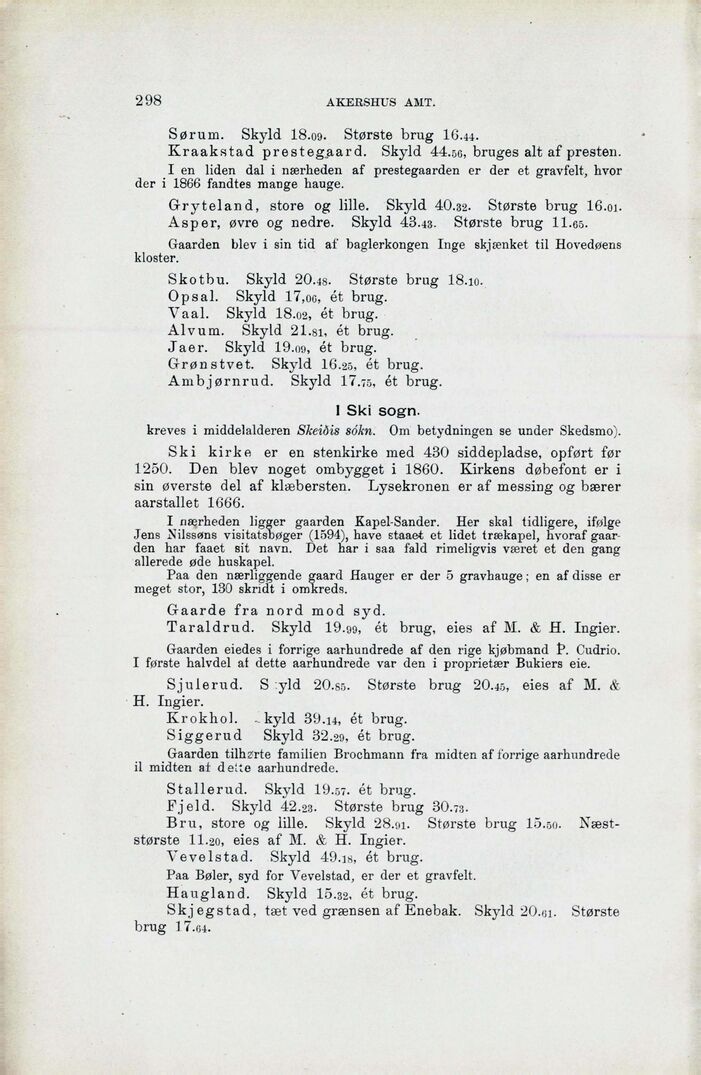 298
AKERSHUS AMT.
Sørum. Skyld 18.09. Største brug 16.44.
Kraakstad prestegaard. Skyld 44.56, bruges alt af presten.
I en liden dal i nærheden af prestegaarden er der et gravfelt, hvor
der i 1866 fandtes mange hauge.
Gryteland, store og lille. Skyld 40.32. Største brug 16.01.
Asper, øvre og nedre. Skyld 43.43. Største brug 11.65.
Gaarden blev i sin tid af baglerkongen Inge skjænket til Hovedøens
kloster.
Skotbu. Skyld 20.48. Største brug 18.10.
Opsal. Skyld 17,06, ét brug.
Vaal. Skyld 18.02, ét brug.
Alvum. Skyld 21.81, ét brug.
Jaer. Skyld 19.09, ét brug.
Grønstvet. Skyld 16.25, ét brug.
Ambjørnrud. Skyld 17.75, ét brug.
I Ski sogn.
kreves i middelalderen Skeiðis sókn. Om betydningen se under Skedsmo).
Ski kirke er en stenkirke med 430 siddepladse, opført før
1250. Den blev noget ombygget i 1860. Kirkens døbefont er i
sin øverste del af klæbersten. Lysekronen er af messing og bærer
aarstallet 1666.
I nærheden ligger gaarden Kapel-Sander. Her skal tidligere, ifølge
Jens Nilssøns visitatsbøger (1594), have staaet et lidet trækapel, hvoraf gaar-
den har faaet sit navn. Det har i saa fald rimeligvis været et den gang
allerede øde huskapel.
Paa den nærliggende gaard Hauger er der 5 gravhauge; en af disse er
meget stor, 130 skridt i omkreds.
Gaarde fra nord mod syd.
Taraldrud. Skyld 19.99, ét brug, eies af M. & H. Ingier.
Gaarden eiedes i forrige aarhundrede af den rige kjøbmand P. Cudrio.
I første halvdel af dette aarhundrede var den i proprietær Bukiers eie.
Sjulerud. S yld 20.85. Største brug 20.45, eies af M. &
H. Ingier.
Krokhol. kyld 39.14, ét brug.
Siggerud Skyld 32.29, ét brug.
Gaarden tilhørte familien Brochmann fra midten af forrige aarhundrede
il midten af dette aarhundrede.
Stallerud. Skyld 19.57. ét brug.
Fjeld. Skyld 42.23. Største brug 30.73.
Bru, store og lille. Skyld 28.91. Største brug 15.50. Næst-
største 11.20, eies af M. & H. Ingier.
Vevelstad. Skyld 49.18, ét brug.
Paa Bøler, syd for Vevelstad, er der et gravfelt.
Haugland. Skyld 15.32, ét brug.
Skjegstad, tæt ved grænsen af Enebak. Skyld 20.61. Største
brug 17.64.